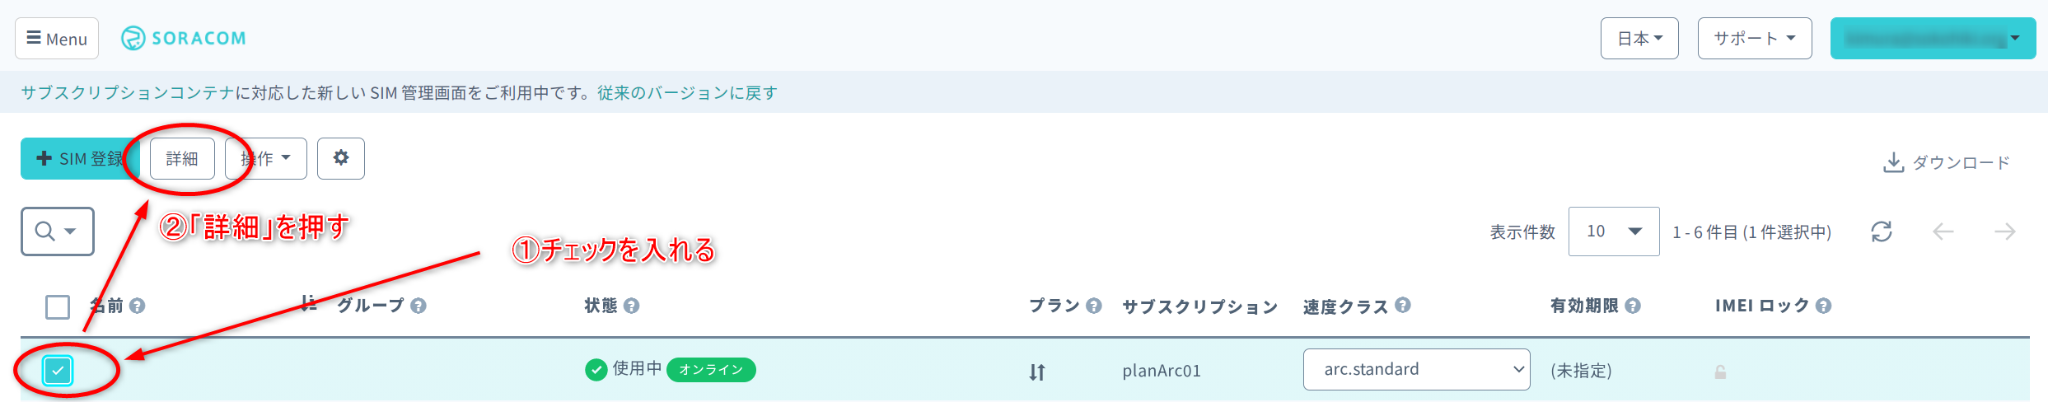 Menu SORACOM 日本 サポート
サブスクリプションコンテナに対応した新しい SIM 管理画面をご利用中です。従来のバージョンに戻す
SIM 登録 詳細 操作 ダウンロード
②「詳細」を押す
表示件数 10 1 - 6 件目 (1 件選択中)
①チェックを入れる
名前 グループ 状態 プラン サブスクリプション 速度クラス 有効期限 IMEI ロック
使用中 オンライン planArc01 arc.standard (未指定)